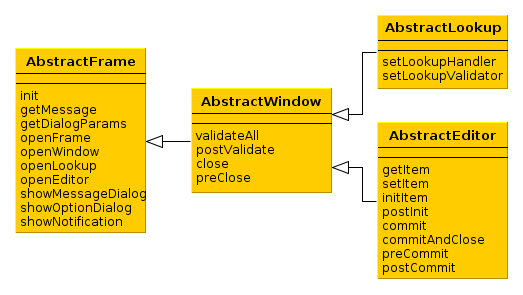 AbstractFrame
init
getMessage
getDialogParams
openFrame
openWindow
openLookup
openEditor
showMessageDialog
showOptionDialog
showNotification
AbstractWindow
validateAll
postValidate
close
preClose
AbstractLookup
setLookupHandler
setLookupValidator
AbstractEditor
getItem
setItem
initItem
postInit
commit
commitAndClose
preCommit
postCommit